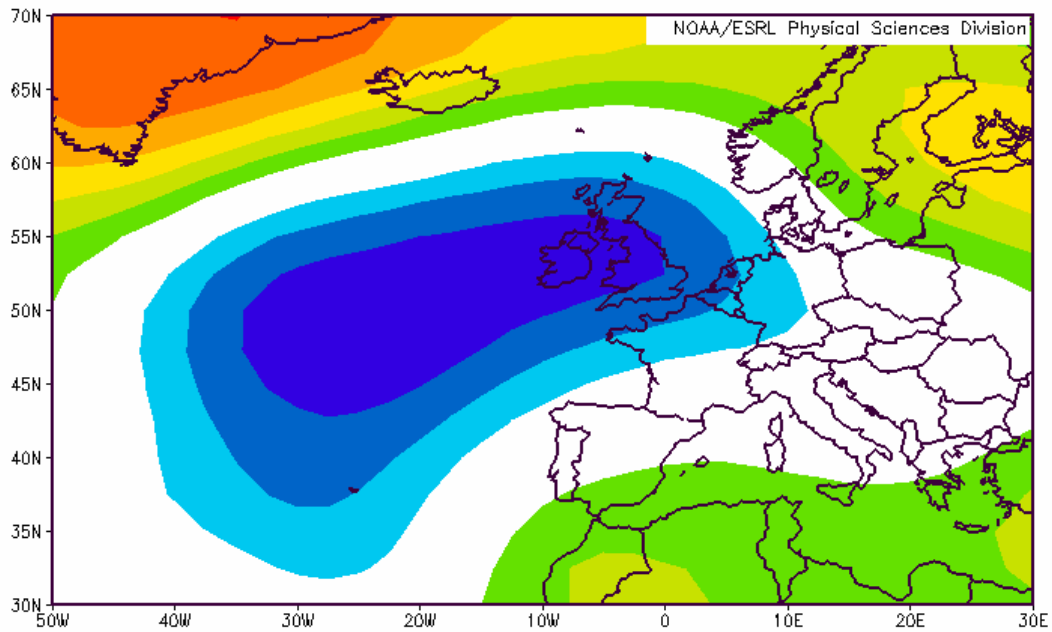 NOAA/ESRL Physical Sciences Division
70N
65N
60N
55N
50N
45N
40N
35N
30N
50W 40W 30W 20W 10W 0 10E 20E 30E